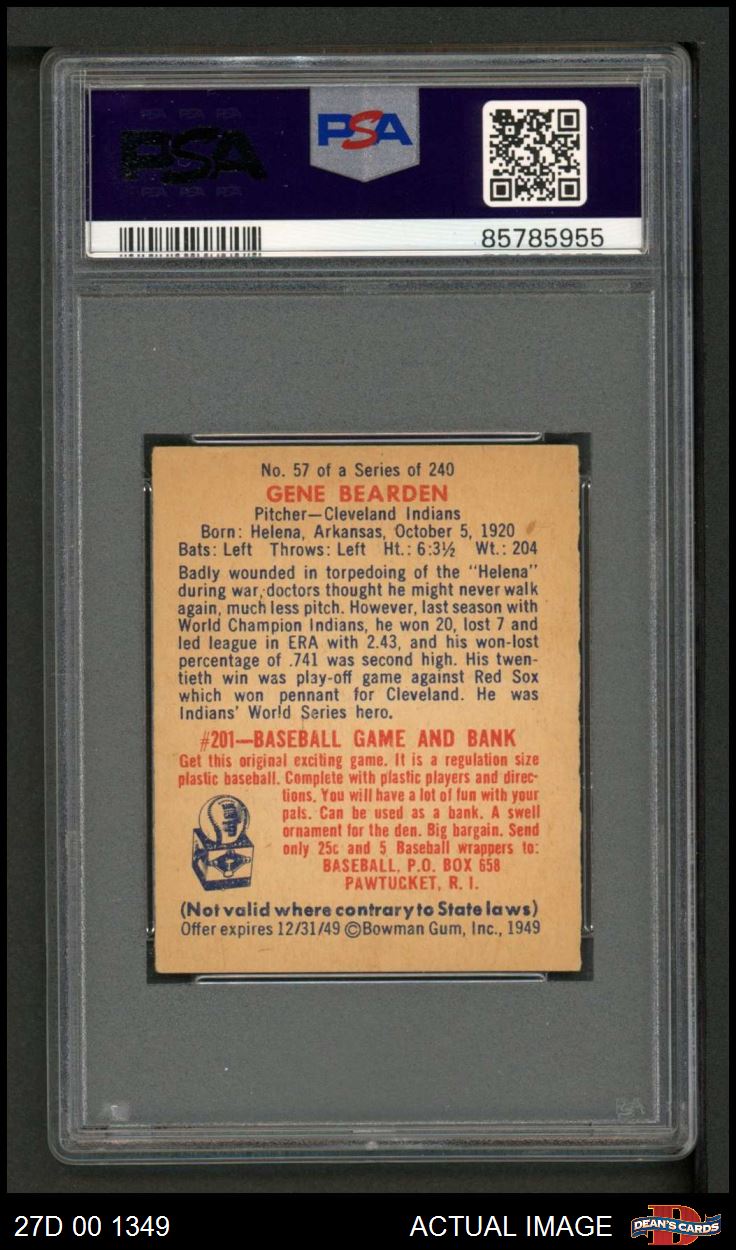 PSA PSA PSA
PSA
PSA PSA PSA
PSA
85785955
No. 57 of a Series of 240
GENE BEARDEN
Pitcher—Cleveland Indians
Born: Helena, Arkansas, October 5, 1920
Bats: Left Throws: Left Ht.: 6:3½ Wt.: 204
Badly wounded in torpedoing of the "Helena"
during war, doctors thought he might never walk
again, much less pitch. However, last season with
World Champion Indians, he won 20, lost 7 and
led league in ERA with 2.43, and his won-lost
percentage of .741 was second high. His twen-
tieth win was play-off game against Red Sox
which won pennant for Cleveland. He was
Indians' World Series hero.
#201—BASEBALL GAME AND BANK
Get this original exciting game. It is a regulation size
plastic baseball. Complete with plastic players and direc-
tions. You will have a lot of fun with your
pals. Can be used as a bank. A swell
ornament for the den. Big bargain. Send
only 25c and 5 Baseball wrappers to:
BASEBALL, P.O. BOX 658
PAWTUCKET, R. I.
(Not valid where contrary to State laws)
Offer expires 12/31/49 ©Bowman Gum, Inc., 1949
PSA
27D 00 1349
ACTUAL IMAGE
DEAN'S CARDS